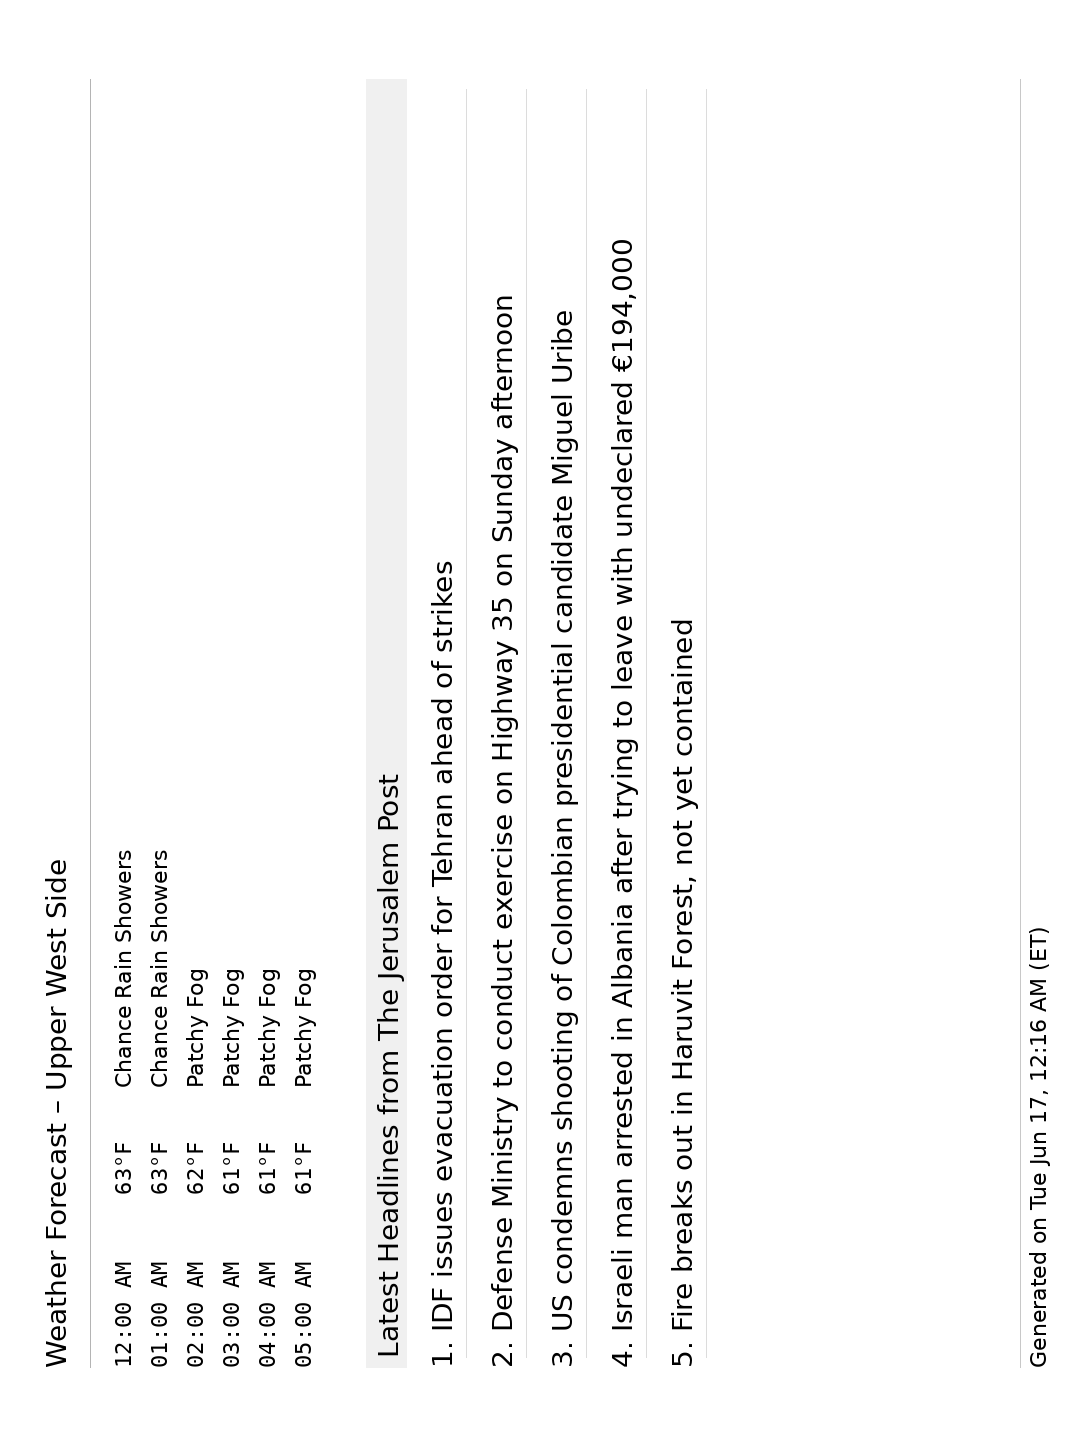 Weather Forecast – Upper West Side
12:00 AM 63°F Chance Rain Showers
01:00 AM 63°F Chance Rain Showers
02:00 AM 62°F Patchy Fog
03:00 AM 61°F Patchy Fog
04:00 AM 61°F Patchy Fog
05:00 AM 61°F Patchy Fog
Latest Headlines from The Jerusalem Post
1. IDF issues evacuation order for Tehran ahead of strikes
2. Defense Ministry to conduct exercise on Highway 35 on Sunday afternoon
3. US condemns shooting of Colombian presidential candidate Miguel Uribe
4. Israeli man arrested in Albania after trying to leave with undeclared €194,000
5. Fire breaks out in Haruvit Forest, not yet contained
Generated on Tue Jun 17, 12:16 AM (ET)